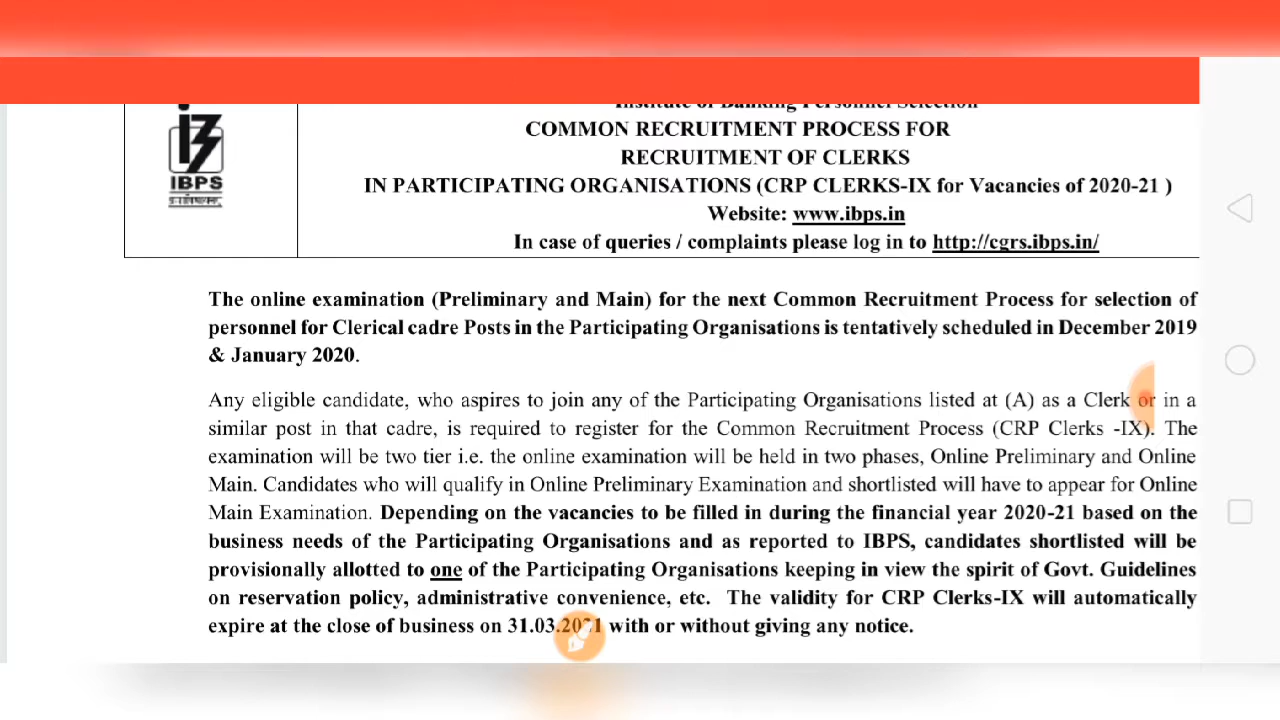 Institute of Banking Personnel Selection
COMMON RECRUITMENT PROCESS FOR
RECRUITMENT OF CLERKS
IN PARTICIPATING ORGANISATIONS (CRP CLERKS-IX for Vacancies of 2020-21 )
Website: www.ibps.in
In case of queries / complaints please log in to http://cgrs.ibps.in/
IBPS
The online examination (Preliminary and Main) for the next Common Recruitment Process for selection of
personnel for Clerical cadre Posts in the Participating Organisations is tentatively scheduled in December 2019
& January 2020.
Any eligible candidate, who aspires to join any of the Participating Organisations listed at (A) as a Clerk or in a
similar post in that cadre, is required to register for the Common Recruitment Process (CRP Clerks -IX). The
examination will be two tier i.e. the online examination will be held in two phases, Online Preliminary and Online
Main. Candidates who will qualify in Online Preliminary Examination and shortlisted will have to appear for Online
Main Examination. Depending on the vacancies to be filled in during the financial year 2020-21 based on the
business needs of the Participating Organisations and as reported to IBPS, candidates shortlisted will be
provisionally allotted to one of the Participating Organisations keeping in view the spirit of Govt. Guidelines
on reservation policy, administrative convenience, etc. The validity for CRP Clerks-IX will automatically
expire at the close of business on 31.03.2021 with or without giving any notice.